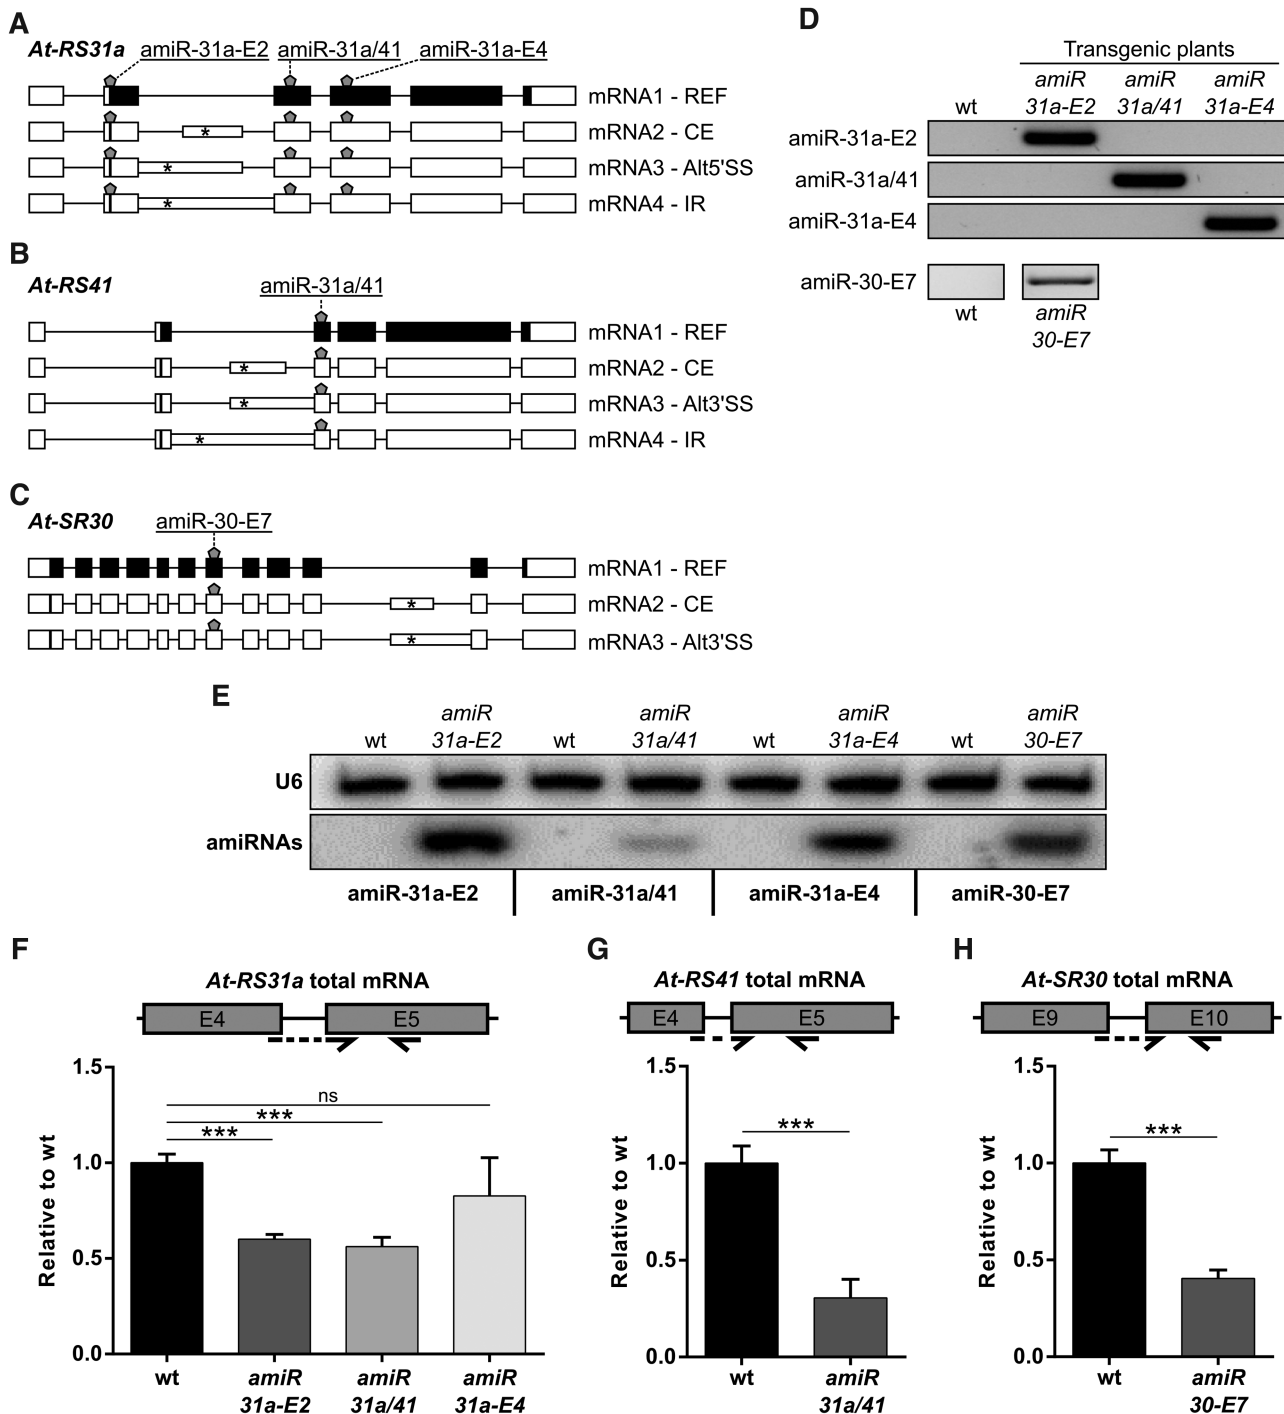 A
At-RS31a
amiR-31a-E2
amiR-31a/41
amiR-31a-E4
mRNA1 - REF
* mRNA2 - CE
* mRNA3 - Alt5'SS
* mRNA4 - IR
B
At-RS41
amiR-31a/41
mRNA1 - REF
* mRNA2 - CE
* mRNA3 - Alt3'SS
* mRNA4 - IR
C
At-SR30
amiR-30-E7
mRNA1 - REF
* mRNA2 - CE
* mRNA3 - Alt3'SS
D
Transgenic plants
amiR amiR amiR
wt 31a-E2 31a/41 31a-E4
amiR-31a-E2
amiR-31a/41
amiR-31a-E4
amiR-30-E7
wt amiR
30-E7
E
amiR amiR amiR amiR
wt 31a-E2 wt 31a/41 wt 31a-E4 wt 30-E7
U6
amiRNAs
amiR-31a-E2 amiR-31a/41 amiR-31a-E4 amiR-30-E7
F
At-RS31a total mRNA
E4 E5
Relative to wt
1.5
1.0
0.5
0.0
ns
***
***
wt amiR amiR amiR
31a-E2 31a/41 31a-E4
G
At-RS41 total mRNA
E4 E5
Relative to wt
1.5
1.0
0.5
0.0
***
wt amiR
31a/41
H
At-SR30 total mRNA
E9 E10
Relative to wt
1.5
1.0
0.5
0.0
***
wt amiR
30-E7